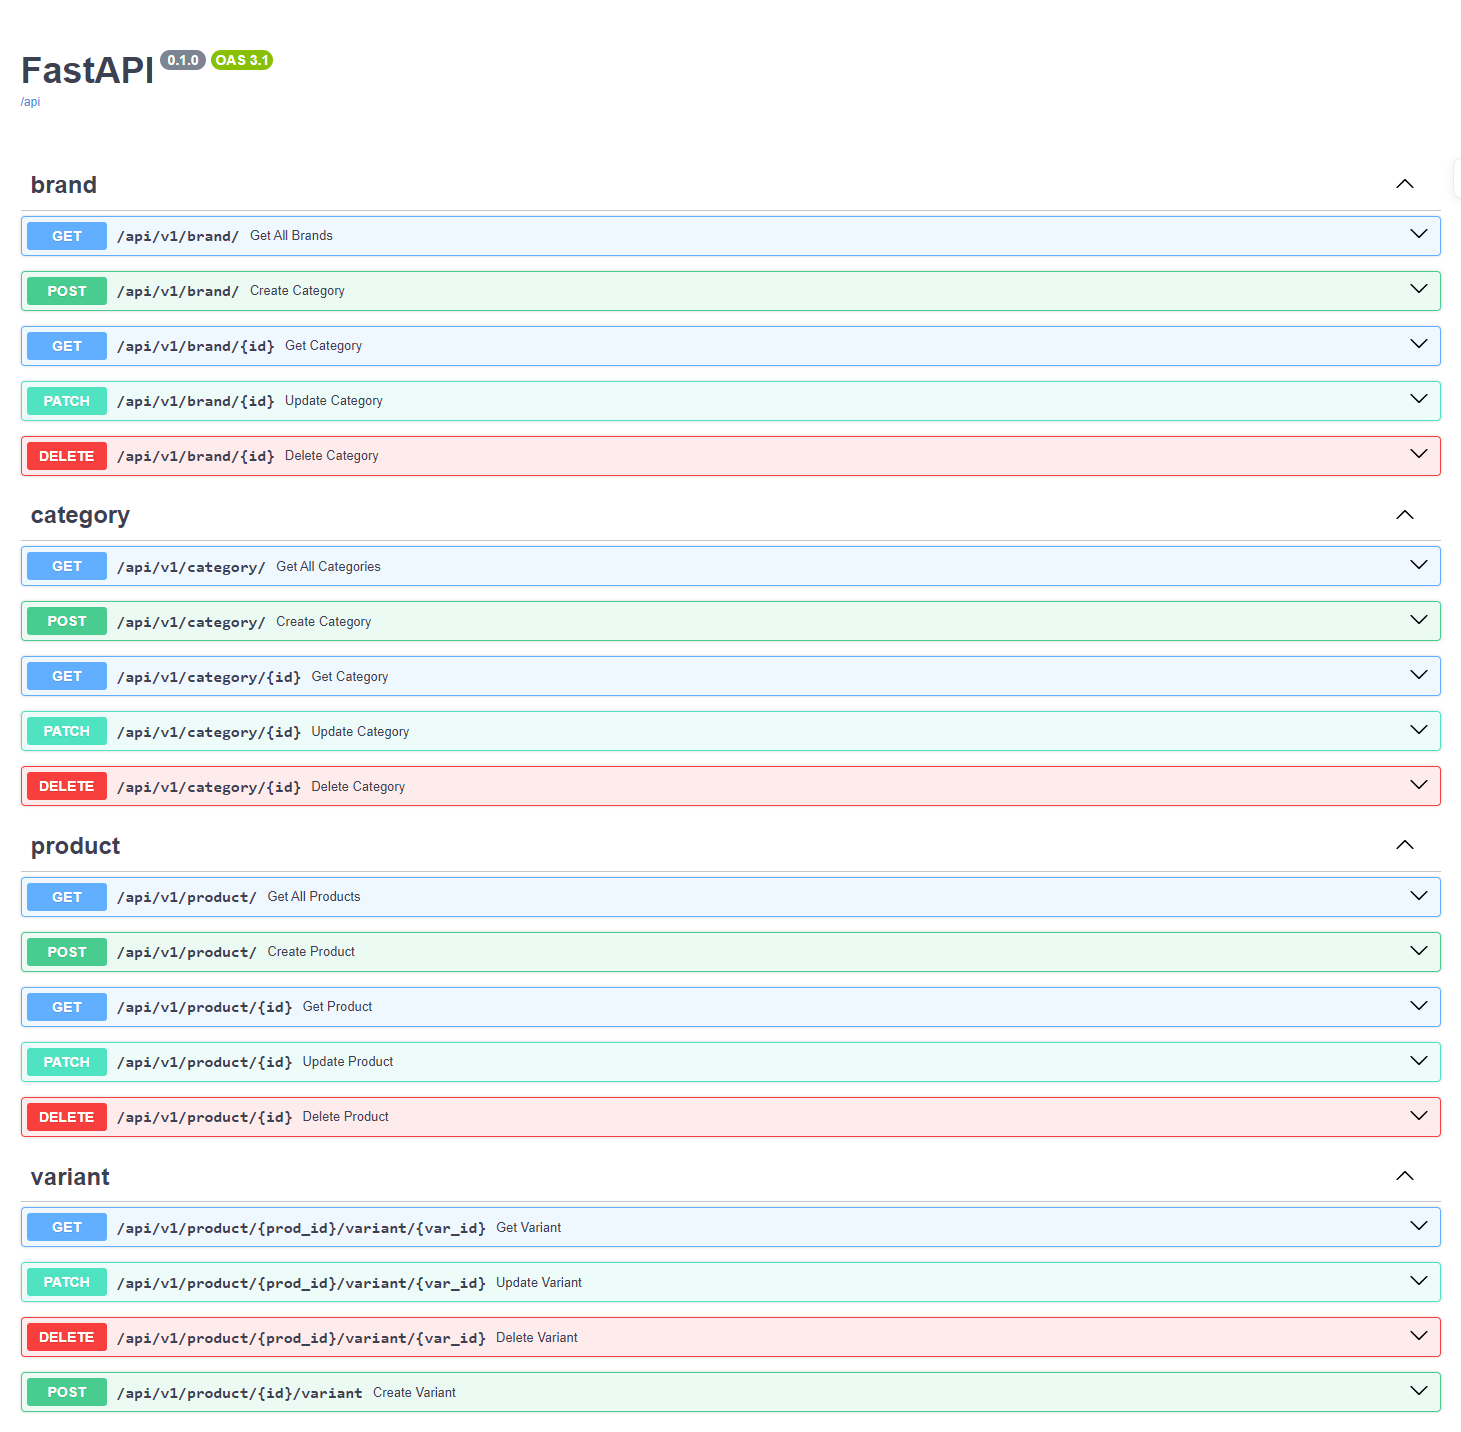 FastAPI 0.1.0 OAS 3.1
/api
brand
GET /api/v1/brand/ Get All Brands
POST /api/v1/brand/ Create Category
GET /api/v1/brand/{id} Get Category
PATCH /api/v1/brand/{id} Update Category
DELETE /api/v1/brand/{id} Delete Category
category
GET /api/v1/category/ Get All Categories
POST /api/v1/category/ Create Category
GET /api/v1/category/{id} Get Category
PATCH /api/v1/category/{id} Update Category
DELETE /api/v1/category/{id} Delete Category
product
GET /api/v1/product/ Get All Products
POST /api/v1/product/ Create Product
GET /api/v1/product/{id} Get Product
PATCH /api/v1/product/{id} Update Product
DELETE /api/v1/product/{id} Delete Product
variant
GET /api/v1/product/{prod_id}/variant/{var_id} Get Variant
PATCH /api/v1/product/{prod_id}/variant/{var_id} Update Variant
DELETE /api/v1/product/{prod_id}/variant/{var_id} Delete Variant
POST /api/v1/product/{id}/variant Create Variant